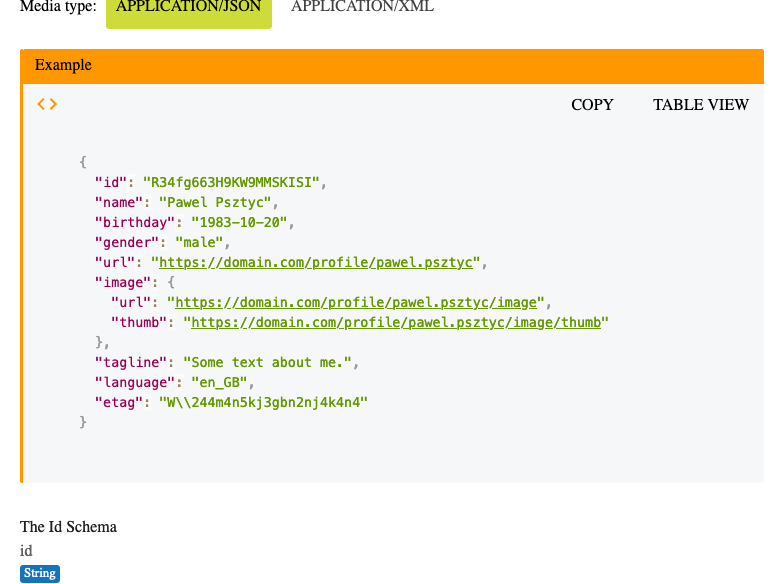 Media type: APPLICATION/JSON APPLICATION/XML
Example
<> COPY TABLE VIEW
{
"id": "R34fg663H9KW9MMSKISI",
"name": "Pawel Psztyc",
"birthday": "1983-10-20",
"gender": "male",
"url": "https://domain.com/profile/pawel.psztyc",
"image": {
"url": "https://domain.com/profile/pawel.psztyc/image",
"thumb": "https://domain.com/profile/pawel.psztyc/image/thumb"
},
"tagline": "Some text about me.",
"language": "en_GB",
"etag": "W\\244m4n5kj3gbn2nj4k4n4"
}
The Id Schema
id
String